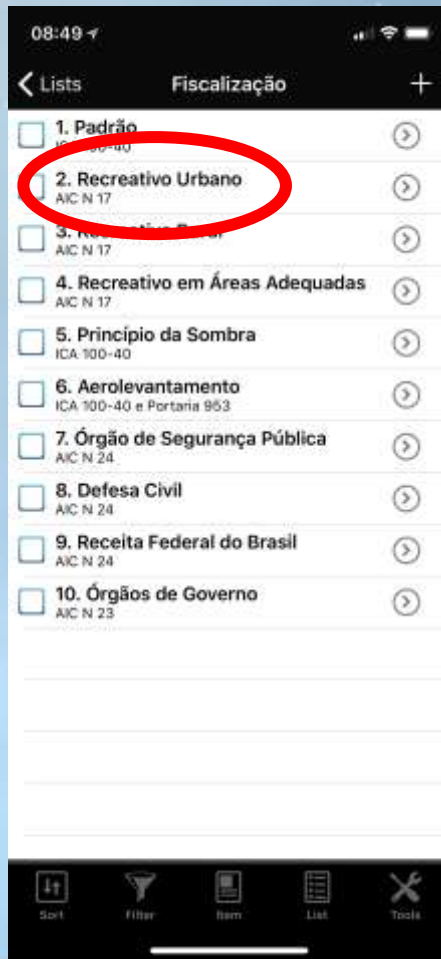 08:49
Lists
Fiscalização
1. Padrão
2. Recreativo Urbano
AIC N 17
3.
AIC N 17
4. Recreativo em Áreas Adequadas
AIC N 17
5. Princípio da Sombra
ICA 100-40
6. Aerolevantamento
ICA 100-40 e Portaria 953
7. Órgão de Segurança Pública
AIC N 24
8. Defesa Civil
AIC N 24
9. Receita Federal do Brasil
AIC N 24
10. Órgãos de Governo
AIC N 23
Sort
Filter
Item
List
Tools